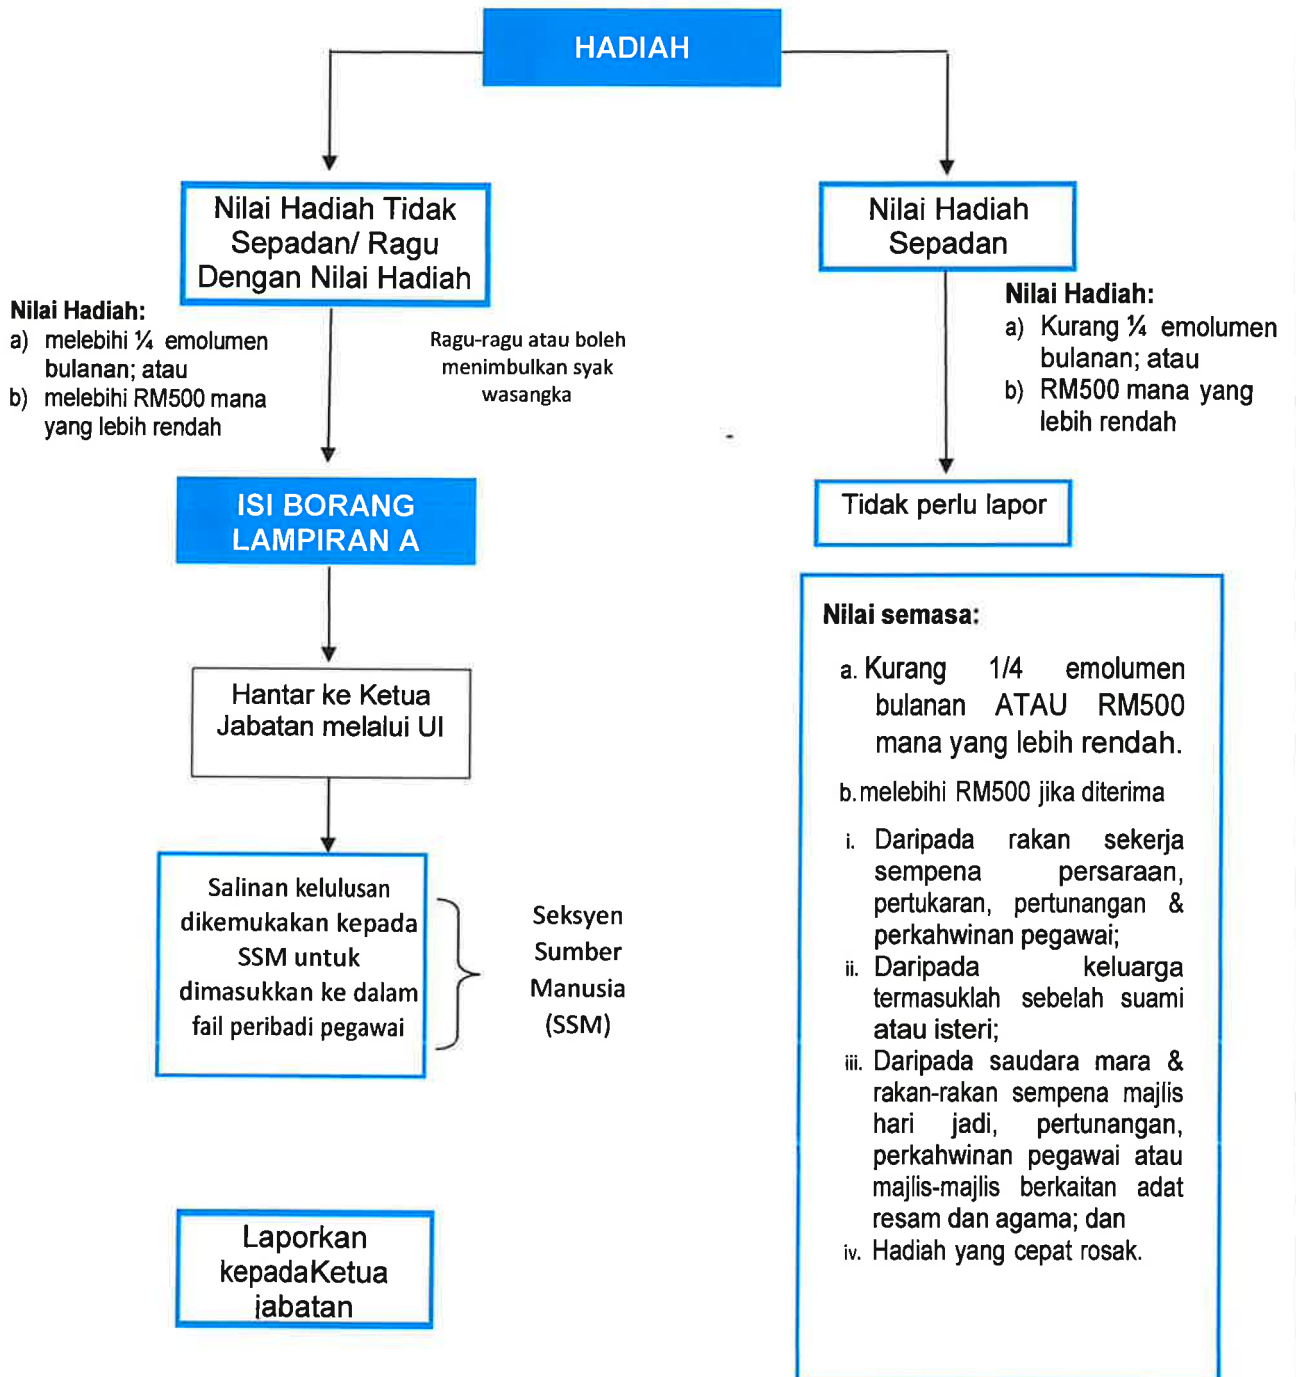 HADIAH
Nilai Hadiah Tidak
Sepadan/ Ragu
Dengan Nilai Hadiah
Nilai Hadiah:
a) melebihi ¼ emolumen
bulanan; atau
b) melebihi RM500 mana
yang lebih rendah
Ragu-ragu atau boleh
menimbulkan syak
wasangka
ISI BORANG
LAMPIRAN A
Hantar ke Ketua
Jabatan melalui UI
Salinan kelulusan
dikemukakan kepada
SSM untuk
dimasukkan ke dalam
fail peribadi pegawai
Seksyen
Sumber
Manusia
(SSM)
Laporkan
kepadaKetua
jabatan
Nilai Hadiah
Sepadan
Nilai Hadiah:
a) Kurang ¼ emolumen
bulanan; atau
b) RM500 mana yang
lebih rendah
Tidak perlu lapor
Nilai semasa:
a. Kurang 1/4 emolumen
bulanan ATAU RM500
mana yang lebih rendah.
b. melebihi RM500 jika diterima
i. Daripada rakan sekerja
sempena persaraan,
pertukaran, pertunangan &
perkahwinan pegawai;
ii. Daripada keluarga
termasuklah sebelah suami
atau isteri;
iii. Daripada saudara mara &
rakan-rakan sempena majlis
hari jadi, pertunangan,
perkahwinan pegawai atau
majlis-majlis berkaitan adat
resam dan agama; dan
iv. Hadiah yang cepat rosak.